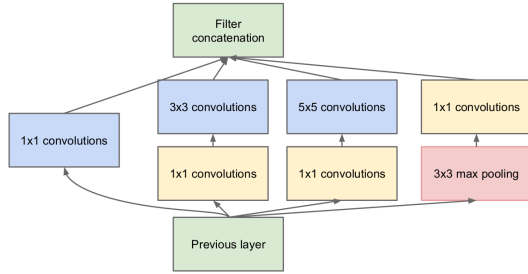 Filter
concatenation
3x3 convolutions
5x5 convolutions
1x1 convolutions
1x1 convolutions
1x1 convolutions
1x1 convolutions
3x3 max pooling
Previous layer